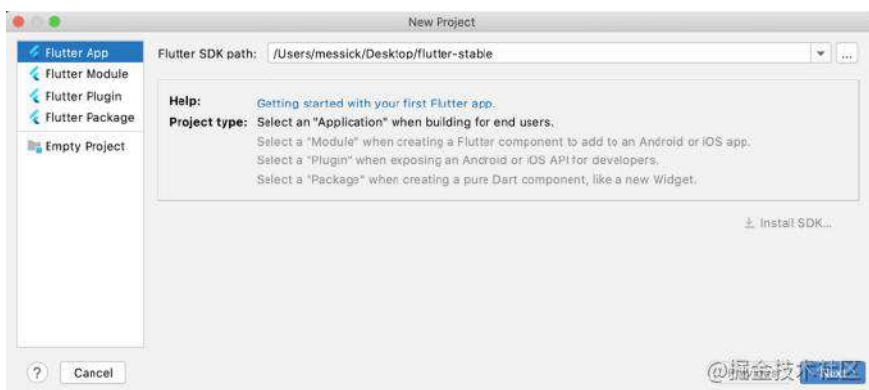 New Project
Flutter App
Flutter Module
Flutter Plugin
Flutter Package
Empty Project
Flutter SDK path: /Users/messick/Desktop/flutter-stable ...
Help: Getting started with your first Flutter app.
Project type: Select an "Application" when building for end users.
Select a "Module" when creating a Flutter component to add to an Android or iOS app.
Select a "Plugin" when exposing an Android or iOS API for developers.
Select a "Package" when creating a pure Dart component, like a new Widget.
Install SDK...
? Cancel Next
@掘金技术社区